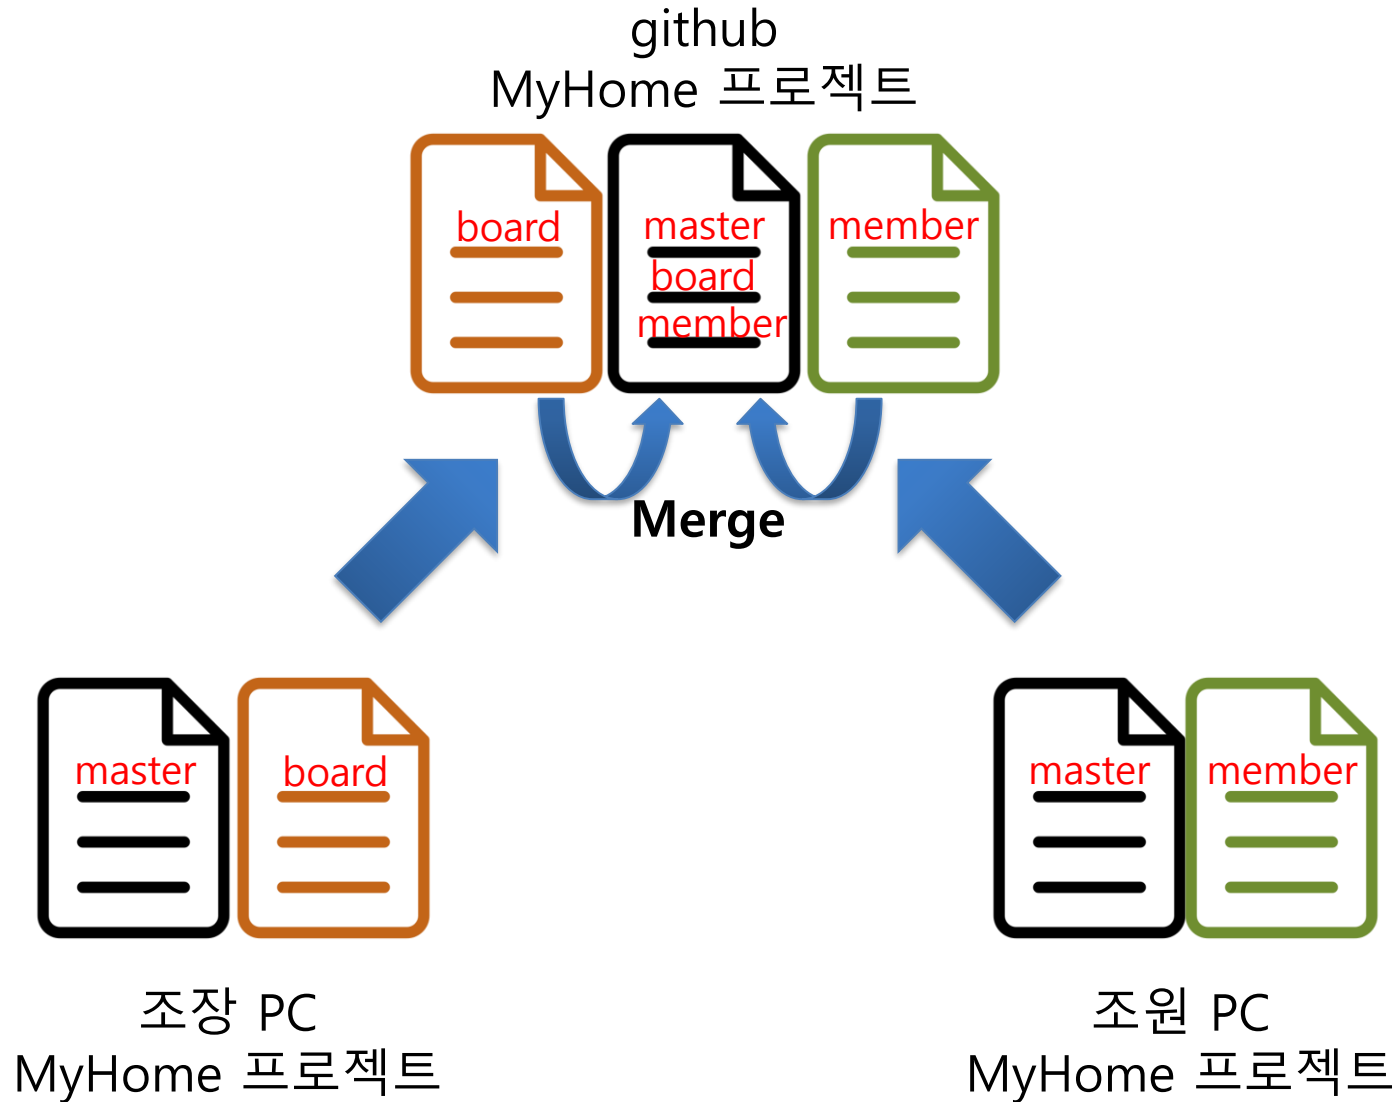 github
MyHome 프로젝트
board
master
board
member
member
Merge
master
board
master
member
조장 PC
MyHome 프로젝트
조원 PC
MyHome 프로젝트